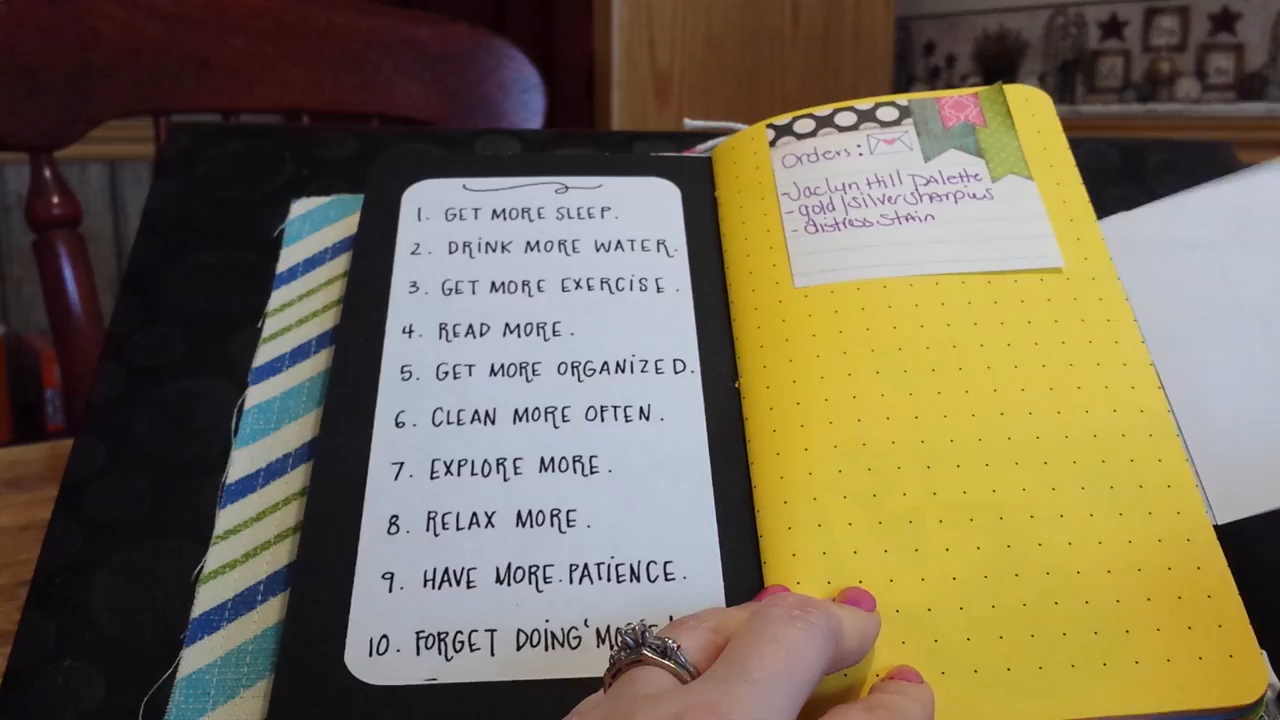 1. GET MORE SLEEP.
2. DRINK MORE WATER.
3. GET MORE EXERCISE.
4. READ MORE.
5. GET MORE ORGANIZED.
6. CLEAN MORE OFTEN.
7. EXPLORE MORE.
8. RELAX MORE.
9. HAVE MORE.PATIENCE.
10. FORGET DOING
Orders:
-Jaclyn Hill Palette
- gold/silver sharpies
- distress stain